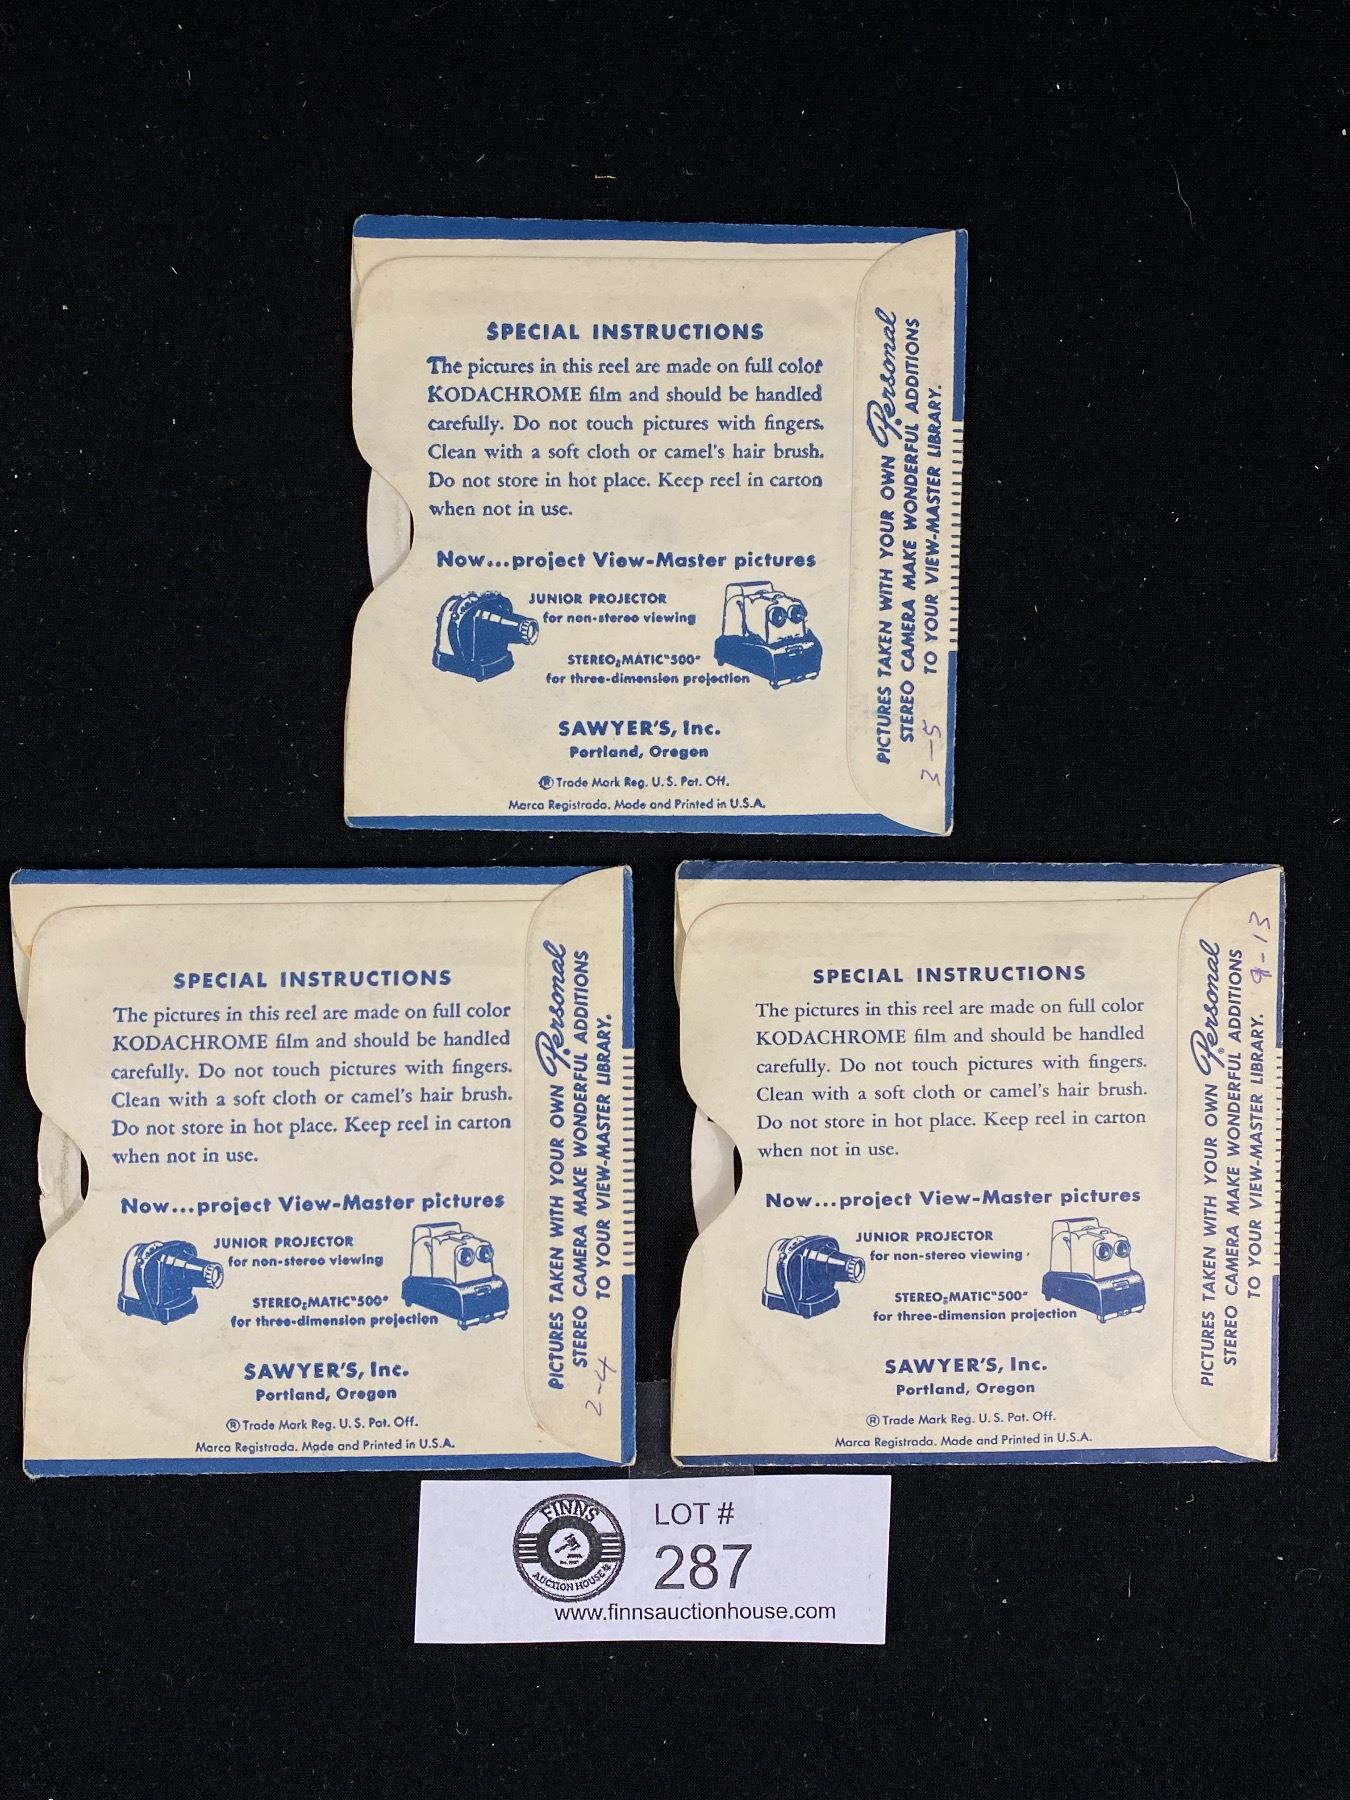 SPECIAL INSTRUCTIONS
The pictures in this reel are made on full color
KODACHROME film and should be handled
carefully. Do not touch pictures with fingers.
Clean with a soft cloth or camel's hair brush.
Do not store in hot place. Keep reel in carton
when not in use.
Now...project View-Master pictures
JUNIOR PROJECTOR
for non-stereo viewing
STEREO-MATIC "500"
for three-dimension projection
SAWYER'S, Inc.
Portland, Oregon
® Trade Mark Reg. U. S. Pat. Off.
Marca Registrada. Made and Printed in U.S.A.
PICTURES TAKEN WITH YOUR OWN Personal
STEREO CAMERA MAKE WONDERFUL ADDITIONS
TO YOUR VIEW-MASTER LIBRARY.
3-5
SPECIAL INSTRUCTIONS
The pictures in this reel are made on full color
KODACHROME film and should be handled
carefully. Do not touch pictures with fingers.
Clean with a soft cloth or camel's hair brush.
Do not store in hot place. Keep reel in carton
when not in use.
Now...project View-Master pictures
JUNIOR PROJECTOR
for non-stereo viewing
STEREO-MATIC "500"
for three-dimension projection
SAWYER'S, Inc.
Portland, Oregon
® Trade Mark Reg. U. S. Pat. Off.
Marca Registrada. Made and Printed in U.S.A.
PICTURES TAKEN WITH YOUR OWN Personal
STEREO CAMERA MAKE WONDERFUL ADDITIONS
TO YOUR VIEW-MASTER LIBRARY.
2-4
SPECIAL INSTRUCTIONS
The pictures in this reel are made on full color
KODACHROME film and should be handled
carefully. Do not touch pictures with fingers.
Clean with a soft cloth or camel's hair brush.
Do not store in hot place. Keep reel in carton
when not in use.
Now...project View-Master pictures
JUNIOR PROJECTOR
for non-stereo viewing
STEREO-MATIC "500"
for three-dimension projection
SAWYER'S, Inc.
Portland, Oregon
® Trade Mark Reg. U. S. Pat. Off.
Marca Registrada. Made and Printed in U.S.A.
PICTURES TAKEN WITH YOUR OWN Personal
STEREO CAMERA MAKE WONDERFUL ADDITIONS
TO YOUR VIEW-MASTER LIBRARY.
9-13
FINNS
AUCTION HOUSE
LOT #
287
www.finnsauctionhouse.com